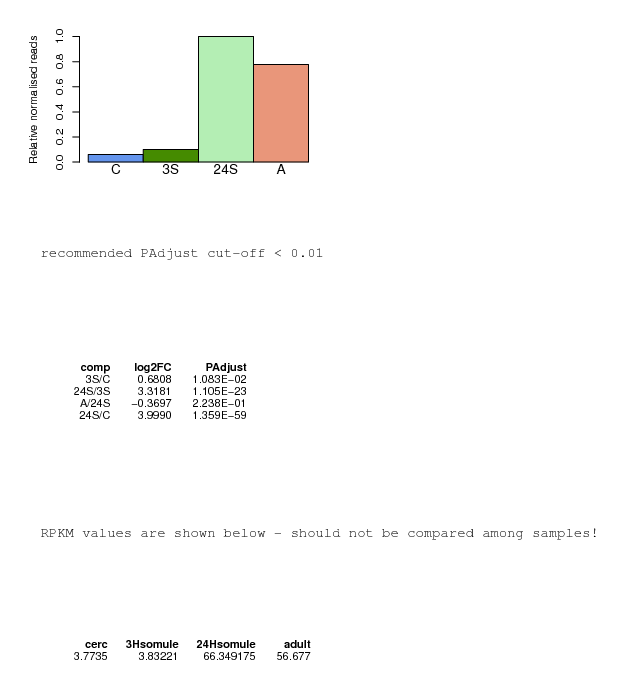 Relative normalised reads
1.0
0.8
0.6
0.4
0.2
0.0
C 3S 24S A
recommended PAdjust cut-off < 0.01
comp log2FC PAdjust
3S/C 0.6808 1.083E−02
24S/3S 3.3181 1.105E−23
A/24S −0.3697 2.238E−01
24S/C 3.9990 1.359E−59
RPKM values are shown below - should not be compared among samples!
cerc 3Hsomule 24Hsomule adult
3.7735 3.83221 66.349175 56.677